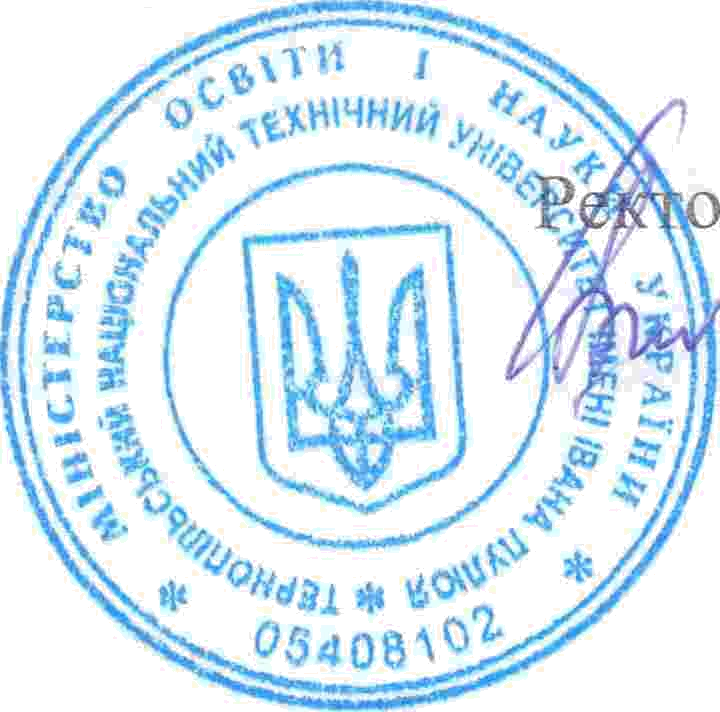 МІНІСТЕРСТВО ОСВІТИ І НАУКИ УКРАЇНИ
ТЕРНОПІЛЬСЬКИЙ НАЦІОНАЛЬНИЙ ТЕХНІЧНИЙ УНІВЕРСИТЕТ ІМЕНІ ІВАНА ПУЛЮЯ
* 05408102 *
Ректо